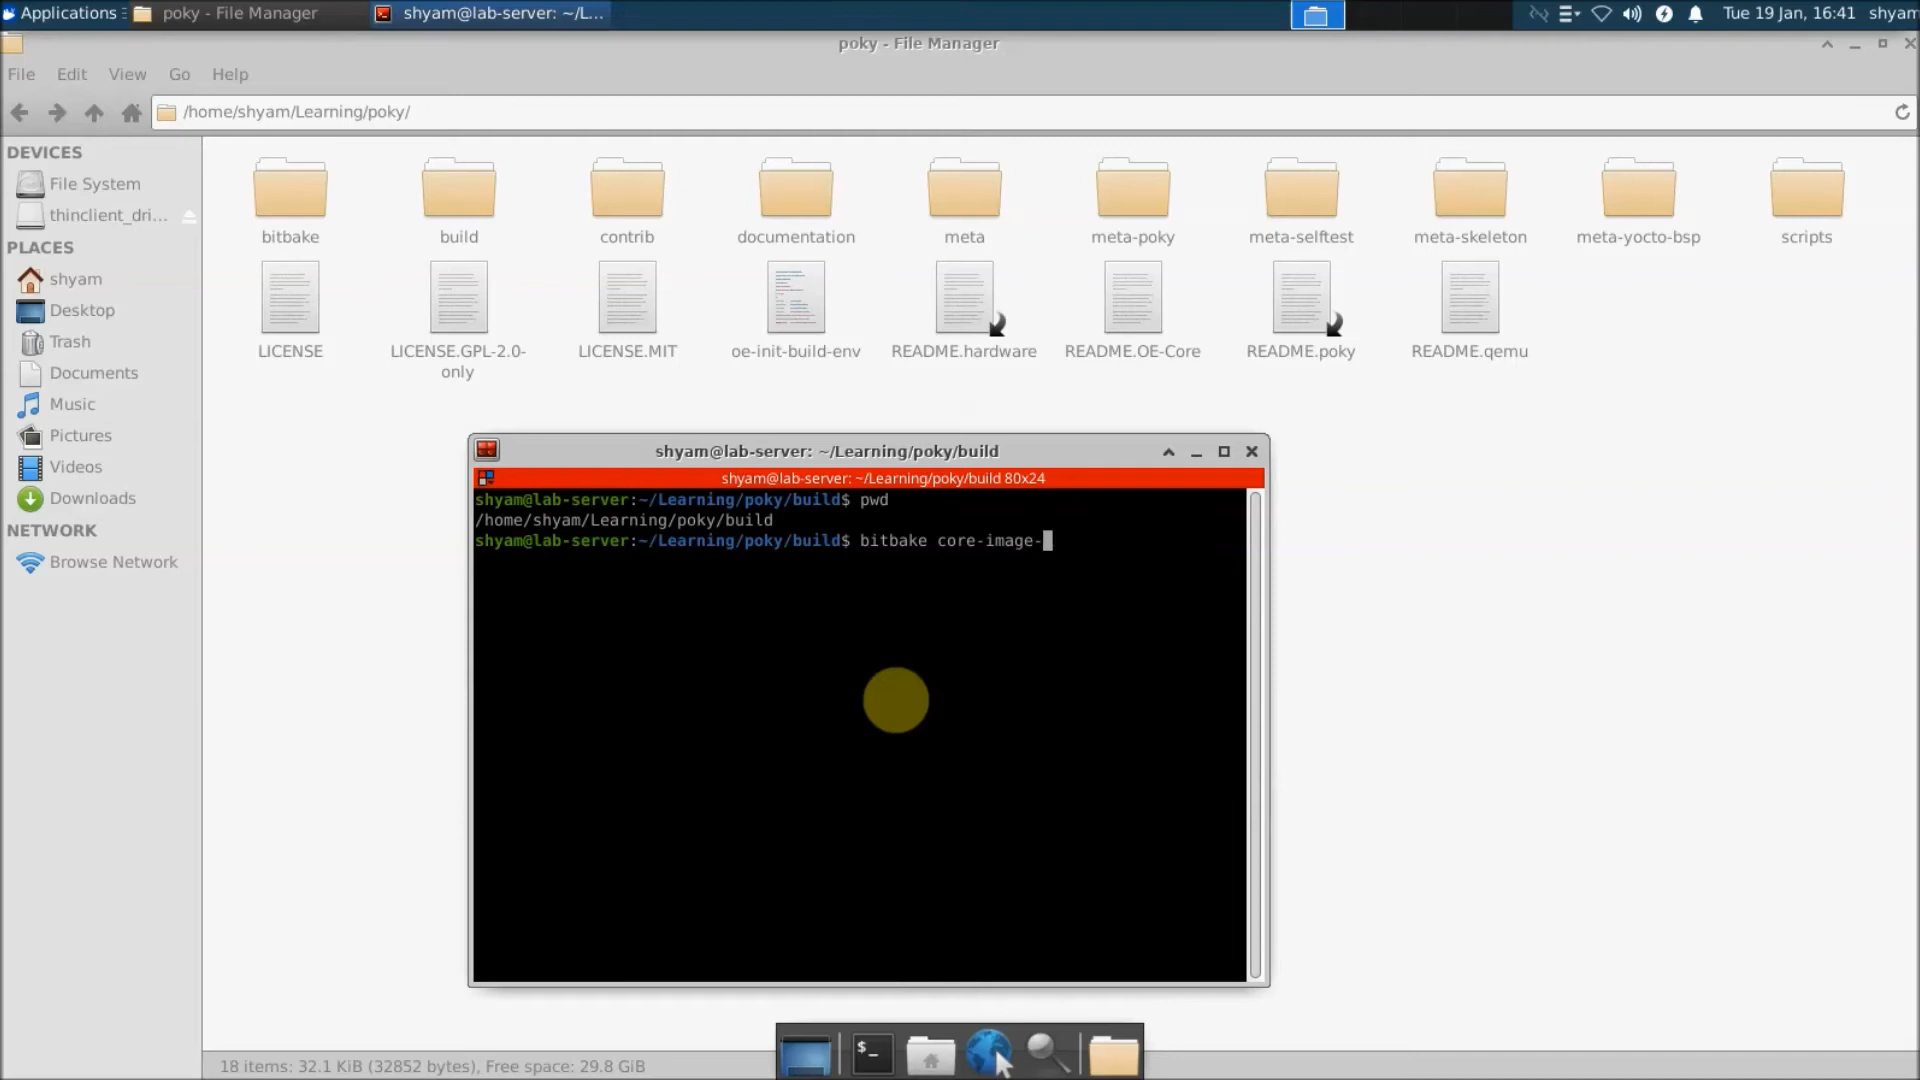 Applications
poky - File Manager
shyam@lab-server: ~/L...
Tue 19 Jan, 16:41
shyam
poky - File Manager
File Edit View Go Help
/home/shyam/Learning/poky/
DEVICES
File System
thinclient_dri...
PLACES
shyam
Desktop
Trash
Documents
Music
Pictures
Videos
Downloads
NETWORK
Browse Network
bitbake build contrib documentation meta meta-poky meta-selftest meta-skeleton meta-yocto-bsp scripts
LICENSE LICENSE.GPL-2.0- LICENSE.MIT oe-init-build-env README.hardware README.OE-Core README.poky README.qemu
only
shyam@lab-server: ~/Learning/poky/build
shyam@lab-server: ~/Learning/poky/build 80x24
shyam@lab-server:~/Learning/poky/build$ pwd
/home/shyam/Learning/poky/build
shyam@lab-server:~/Learning/poky/build$ bitbake core-image-
$_
18 items: 32.1 KiB (32852 bytes), Free space: 29.8 GiB